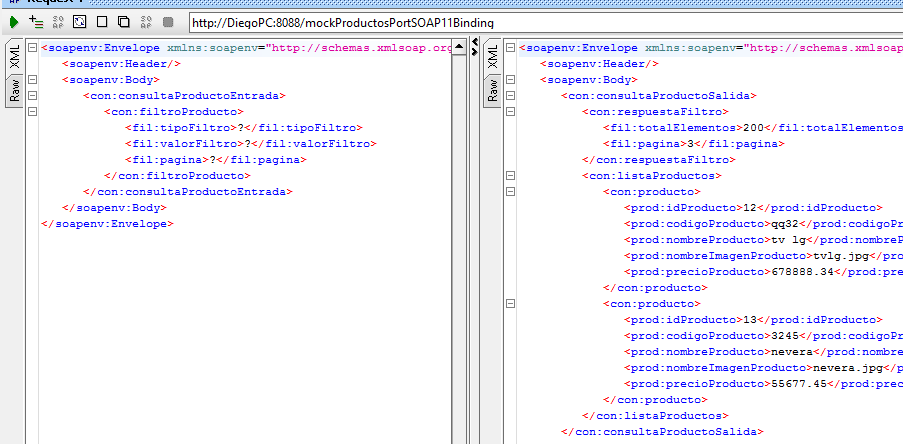 Request 1
http://DiegoPC:8088/mockProductosPortSOAP11Binding
XML
Raw
<soapenv:Envelope xmlns:soapenv="http://schemas.xmlsoap.org
<soapenv:Header/>
<soapenv:Body>
<con:consultaProductoEntrada>
<con:filtroProducto>
<fil:tipoFiltro>?</fil:tipoFiltro>
<fil:valorFiltro>?</fil:valorFiltro>
<fil:pagina>?</fil:pagina>
</con:filtroProducto>
</con:consultaProductoEntrada>
</soapenv:Body>
</soapenv:Envelope>
XML
Raw
<soapenv:Envelope xmlns:soapenv="http://schemas.xmlsoap
<soapenv:Header/>
<soapenv:Body>
<con:consultaProductoSalida>
<con:respuestaFiltro>
<fil:totalElementos>200</fil:totalElementos
<fil:pagina>3</fil:pagina>
</con:respuestaFiltro>
<con:listaProductos>
<con:producto>
<prod:idProducto>12</prod:idProducto>
<prod:codigoProducto>qq32</prod:codigoPr
<prod:nombreProducto>tv lg</prod:nombreP
<prod:nombreImagenProducto>tvlg.jpg</pro
<prod:precioProducto>678888.34</prod:pre
</con:producto>
<con:producto>
<prod:idProducto>13</prod:idProducto>
<prod:codigoProducto>3245</prod:codigoPr
<prod:nombreProducto>nevera</prod:nombre
<prod:nombreImagenProducto>nevera.jpg</p
<prod:precioProducto>55677.45</prod:prec
</con:producto>
</con:listaProductos>
</con:consultaProductoSalida>